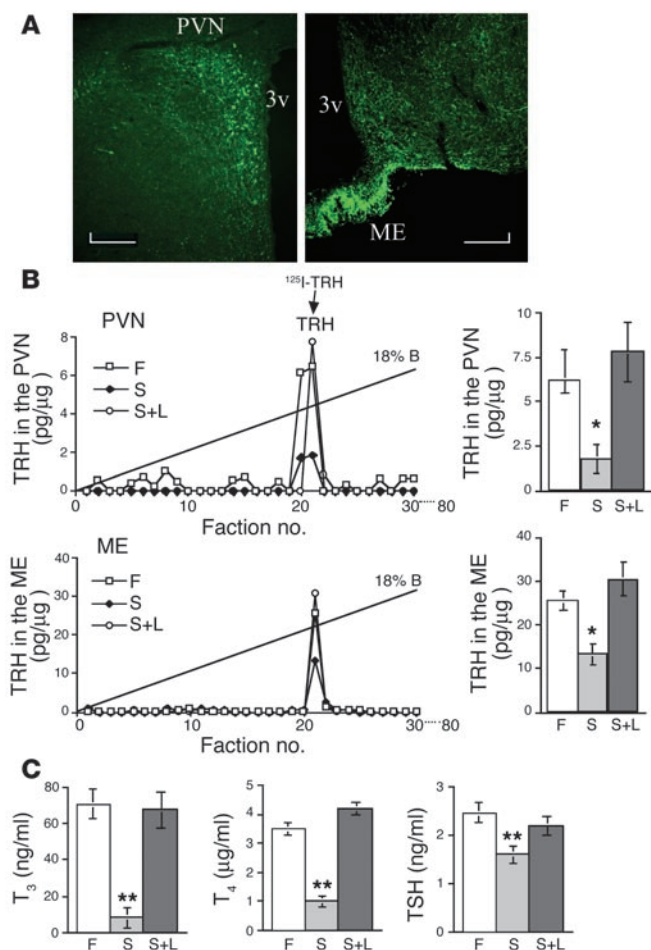 A
PVN
3v
3v
ME
B
¹²⁵I-TRH
PVN
TRH
TRH in the PVN
(pg/µg)
8
6
4
2
0
F
S
S+L
18% B
0 10 20 30 80
Faction no.
TRH in the PVN
(pg/µg)
10
7.5
5
2.5
0
*
F S S+L
ME
TRH in the ME
(pg/µg)
40
30
20
10
0
F
S
S+L
18% B
0 10 20 30 80
Faction no.
TRH in the ME
(pg/µg)
40
30
20
10
0
*
F S S+L
C
T₃ (ng/ml)
80
60
40
20
0
**
F S S+L
T₄ (µg/ml)
5
4
3
2
1
0
**
F S S+L
TSH (ng/ml)
3
2
1
0
**
F S S+L